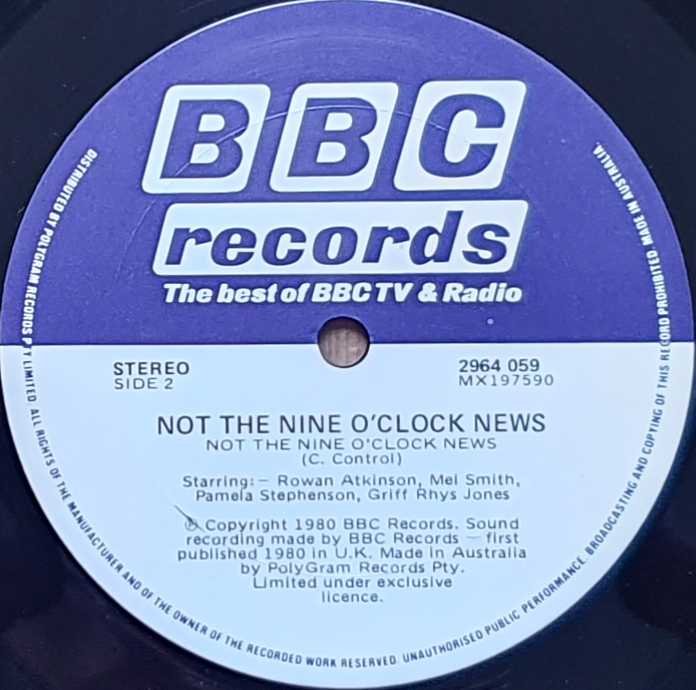 BBC
records
The best of BBC TV & Radio
STEREO
SIDE 2
2964 059
MX197590
NOT THE NINE O'CLOCK NEWS
NOT THE NINE O'CLOCK NEWS
(C. Control)
Starring:- Rowan Atkinson, Mel Smith,
Pamela Stephenson, Griff Rhys Jones
℗ Copyright 1980 BBC Records. Sound
recording made by BBC Records - first
published 1980 in U.K. Made in Australia
by PolyGram Records Pty.
Limited under exclusive
licence.
DISTRIBUTED BY POLYGRAM RECORDS PTY LIMITED. ALL RIGHTS OF THE MANUFACTURER AND OF THE OWNER OF THE RECORDED WORK RESERVED. UNAUTHORISED PUBLIC PERFORMANCE, BROADCASTING AND COPYING OF THIS RECORD PROHIBITED. MADE IN AUSTRALIA.